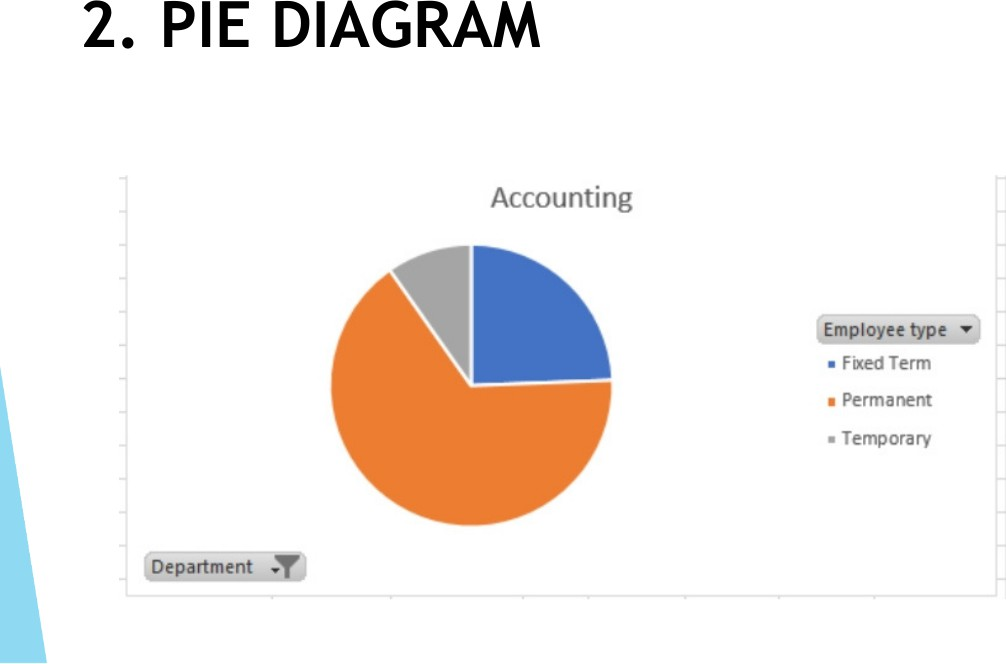 2. PIE DIAGRAM
Accounting
Employee type
Fixed Term
Permanent
Temporary
Department